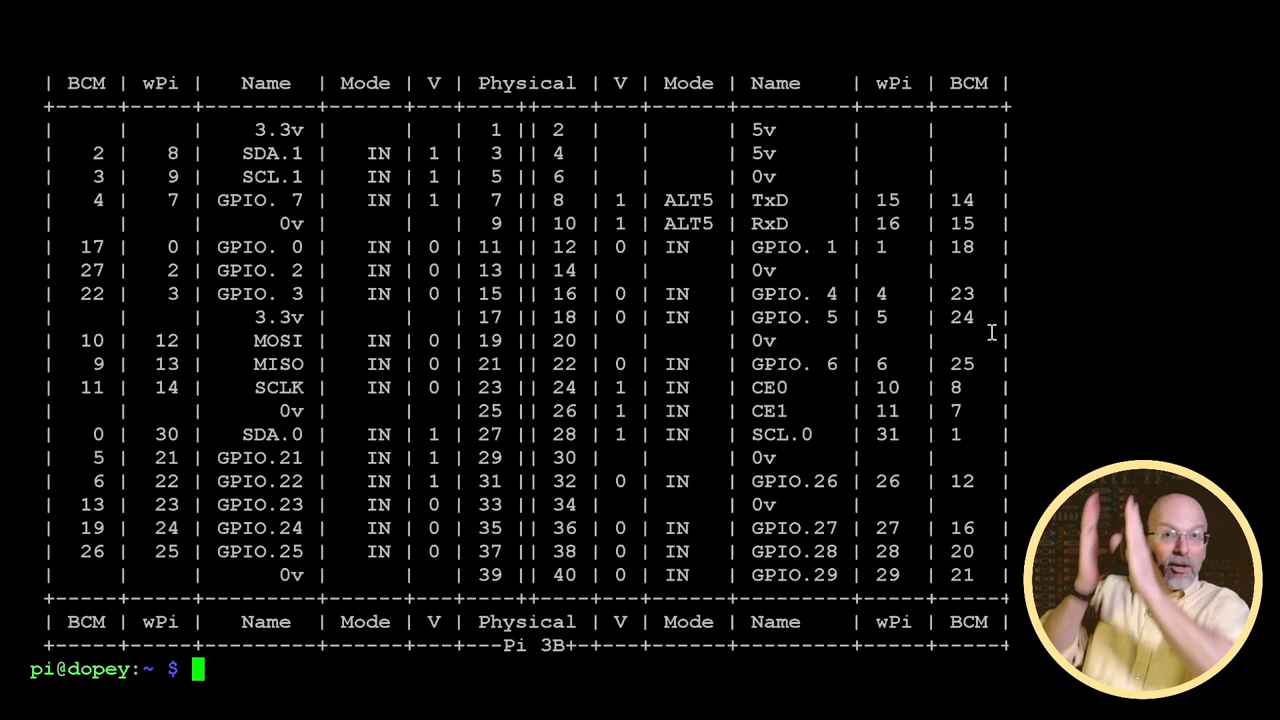 | BCM | wPi |   Name  | Mode | V | Physical | V | Mode | Name    | wPi | BCM |
+-----+-----+---------+------+---+----++----+---+------+---------+-----+-----+
|     |     |    3.3v |      |   |  1 || 2  |   |      | 5v      |     |     |
|   2 |   8 |   SDA.1 |   IN | 1 |  3 || 4  |   |      | 5v      |     |     |
|   3 |   9 |   SCL.1 |   IN | 1 |  5 || 6  |   |      | 0v      |     |     |
|   4 |   7 | GPIO. 7 |   IN | 1 |  7 || 8  | 1 | ALT5 | TxD     | 15  | 14  |
|     |     |      0v |      |   |  9 || 10 | 1 | ALT5 | RxD     | 16  | 15  |
|  17 |   0 | GPIO. 0 |   IN | 0 | 11 || 12 | 0 | IN   | GPIO. 1 | 1   | 18  |
|  27 |   2 | GPIO. 2 |   IN | 0 | 13 || 14 |   |      | 0v      |     |     |
|  22 |   3 | GPIO. 3 |   IN | 0 | 15 || 16 | 0 | IN   | GPIO. 4 | 4   | 23  |
|     |     |    3.3v |      |   | 17 || 18 | 0 | IN   | GPIO. 5 | 5   | 24  |
|  10 |  12 |    MOSI |   IN | 0 | 19 || 20 |   |      | 0v      |     |     |
|   9 |  13 |    MISO |   IN | 0 | 21 || 22 | 0 | IN   | GPIO. 6 | 6   | 25  |
|  11 |  14 |    SCLK |   IN | 0 | 23 || 24 | 1 | IN   | CE0     | 10  | 8   |
|     |     |      0v |      |   | 25 || 26 | 1 | IN   | CE1     | 11  | 7   |
|   0 |  30 |   SDA.0 |   IN | 1 | 27 || 28 | 1 | IN   | SCL.0   | 31  | 1   |
|   5 |  21 | GPIO.21 |   IN | 1 | 29 || 30 |   |      | 0v      |     |     |
|   6 |  22 | GPIO.22 |   IN | 1 | 31 || 32 | 0 | IN   | GPIO.26 | 26  | 12  |
|  13 |  23 | GPIO.23 |   IN | 0 | 33 || 34 |   |      | 0v      |     |     |
|  19 |  24 | GPIO.24 |   IN | 0 | 35 || 36 | 0 | IN   | GPIO.27 | 27  | 16  |
|  26 |  25 | GPIO.25 |   IN | 0 | 37 || 38 | 0 | IN   | GPIO.28 | 28  | 20  |
|     |     |      0v |      |   | 39 || 40 | 0 | IN   | GPIO.29 | 29  | 21  |
+-----+-----+---------+------+---+----++----+---+------+---------+-----+-----+
| BCM | wPi |   Name  | Mode | V | Physical | V | Mode | Name    | wPi | BCM |
+-----+-----+---------+------+---+---Pi 3B--+---+------+---------+-----+-----+
pi@dopey:~ $